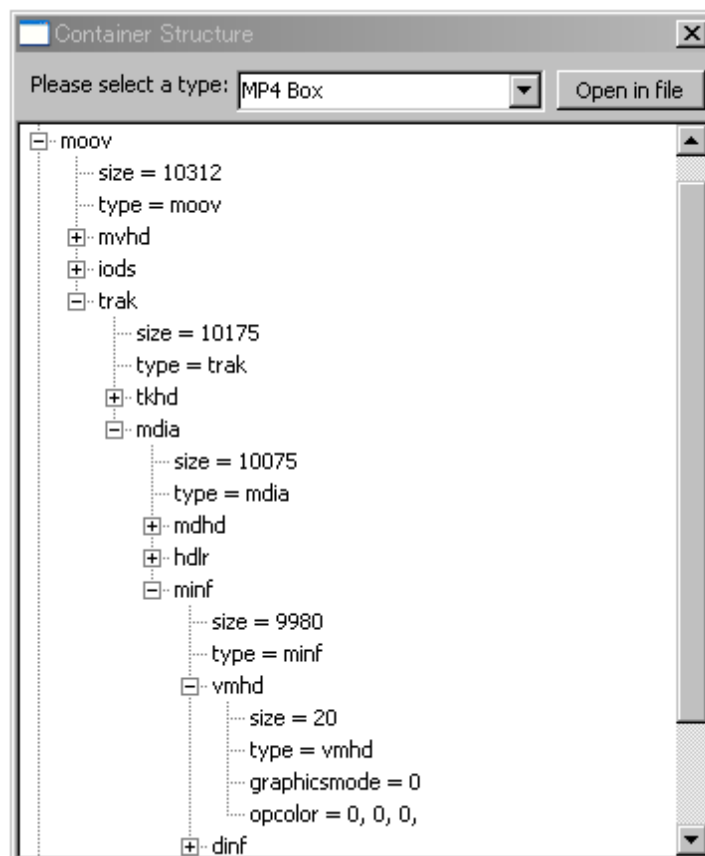 Container Structure
Please select a type: MP4 Box Open in file
moov
size = 10312
type = moov
mvhd
iods
trak
size = 10175
type = trak
tkhd
mdia
size = 10075
type = mdia
mdhd
hdlr
minf
size = 9980
type = minf
vmhd
size = 20
type = vmhd
graphicsmode = 0
opcolor = 0, 0, 0,
dinf